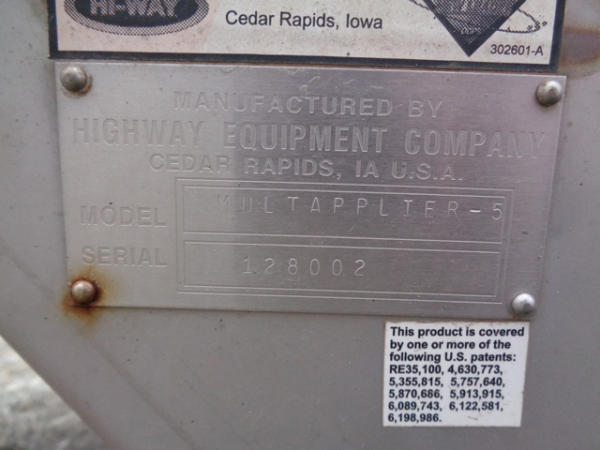 HI-WAY
Cedar Rapids, Iowa
302601-A
MANUFACTURED BY
HIGHWAY EQUIPMENT COMPANY
CEDAR RAPIDS, IA U.S.A.
MODEL MULTAPPLIER-5
SERIAL 128002
This product is covered
by one or more of the
following U.S. patents:
RE35,100, 4,630,773,
5,355,815, 5,757,640,
5,870,686, 5,913,915,
6,089,743, 6,122,581,
6,198,986.